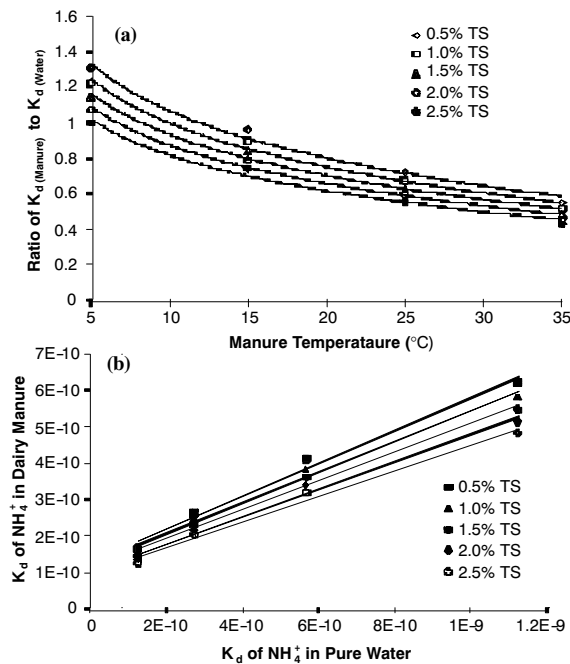 (a)
0.5% TS
1.0% TS
1.5% TS
2.0% TS
2.5% TS
Ratio of Kd (Manure) to Kd (Water)
1.6
1.4
1.2
1
0.8
0.6
0.4
0.2
0
5
10
15
20
25
30
35
Manure Temperataure (°C)
(b)
Kd of NH4+ in Dairy Manure
7E-10
6E-10
5E-10
4E-10
3E-10
2E-10
1E-10
0
0.5% TS
1.0% TS
1.5% TS
2.0% TS
2.5% TS
0
2E-10
4E-10
6E-10
8E-10
1E-9
1.2E-9
Kd of NH4+ in Pure Water